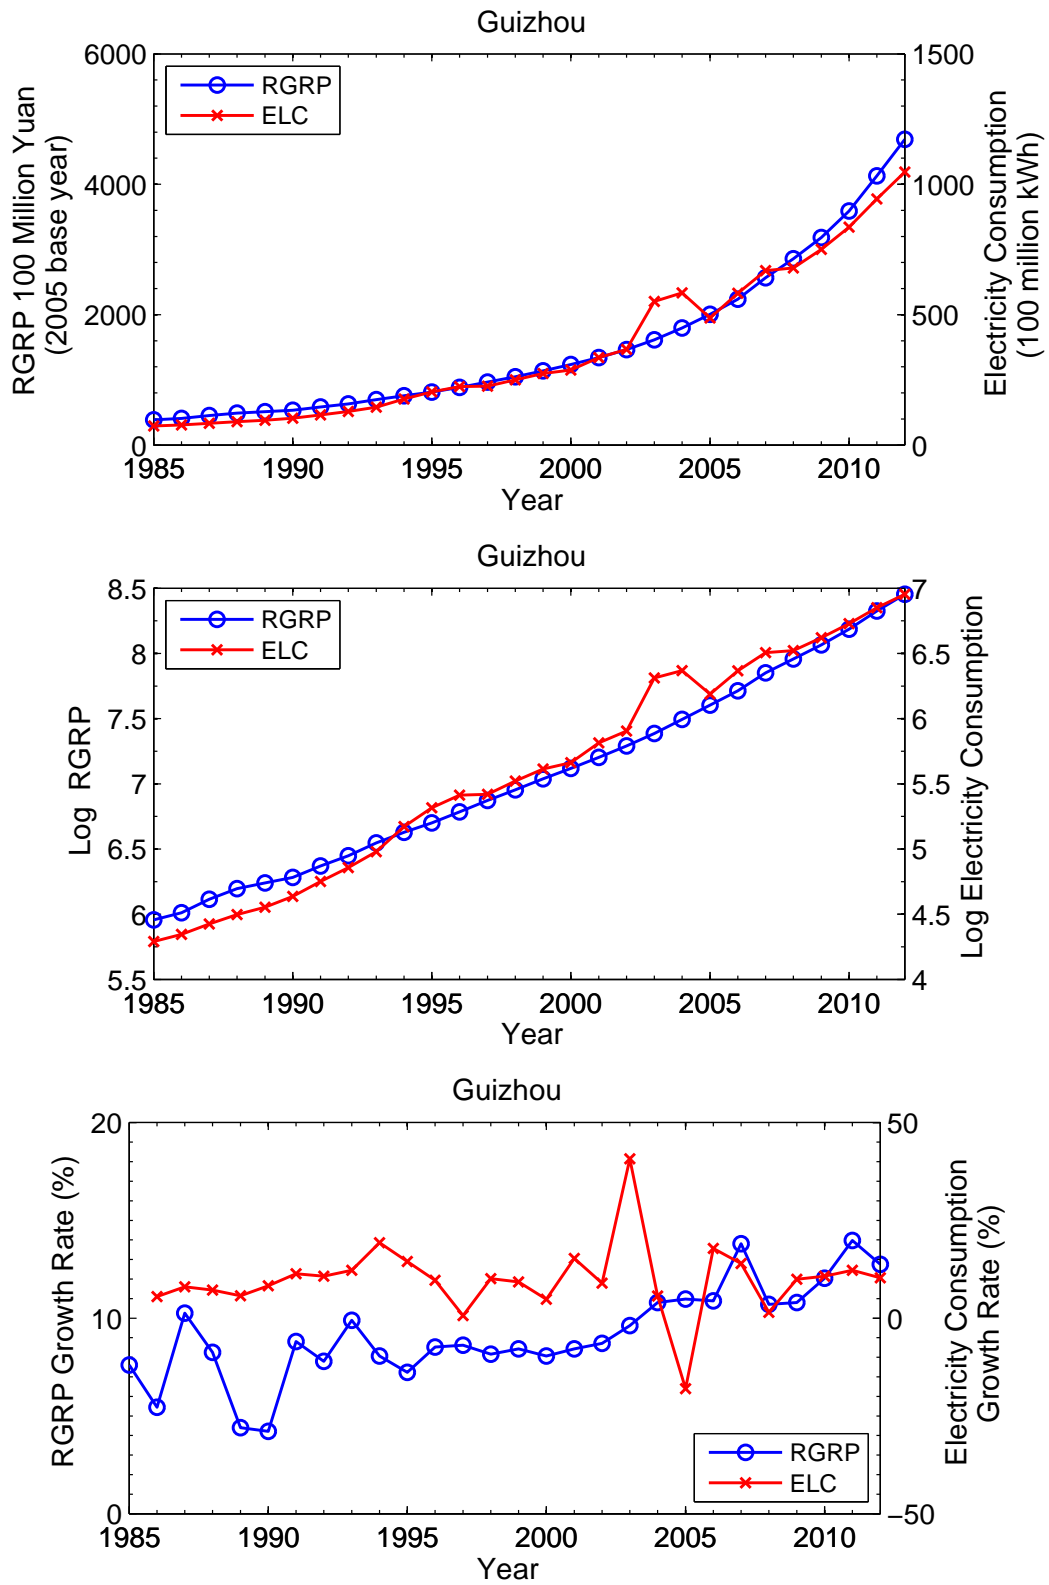 Guizhou
6000
4000
2000
0
1500
1000
500
0
RGRP
ELC
RGRP 100 Million Yuan
(2005 base year)
Electricity Consumption
(100 million kWh)
1985 1990 1995 2000 2005 2010
Year
Guizhou
8.5
8
7.5
7
6.5
6
5.5
7
6.5
6
5.5
5
4.5
4
RGRP
ELC
Log RGRP
Log Electricity Consumption
1985 1990 1995 2000 2005 2010
Year
Guizhou
20
10
0
50
0
−50
RGRP Growth Rate (%)
Electricity Consumption
Growth Rate (%)
RGRP
ELC
1985 1990 1995 2000 2005 2010
Year